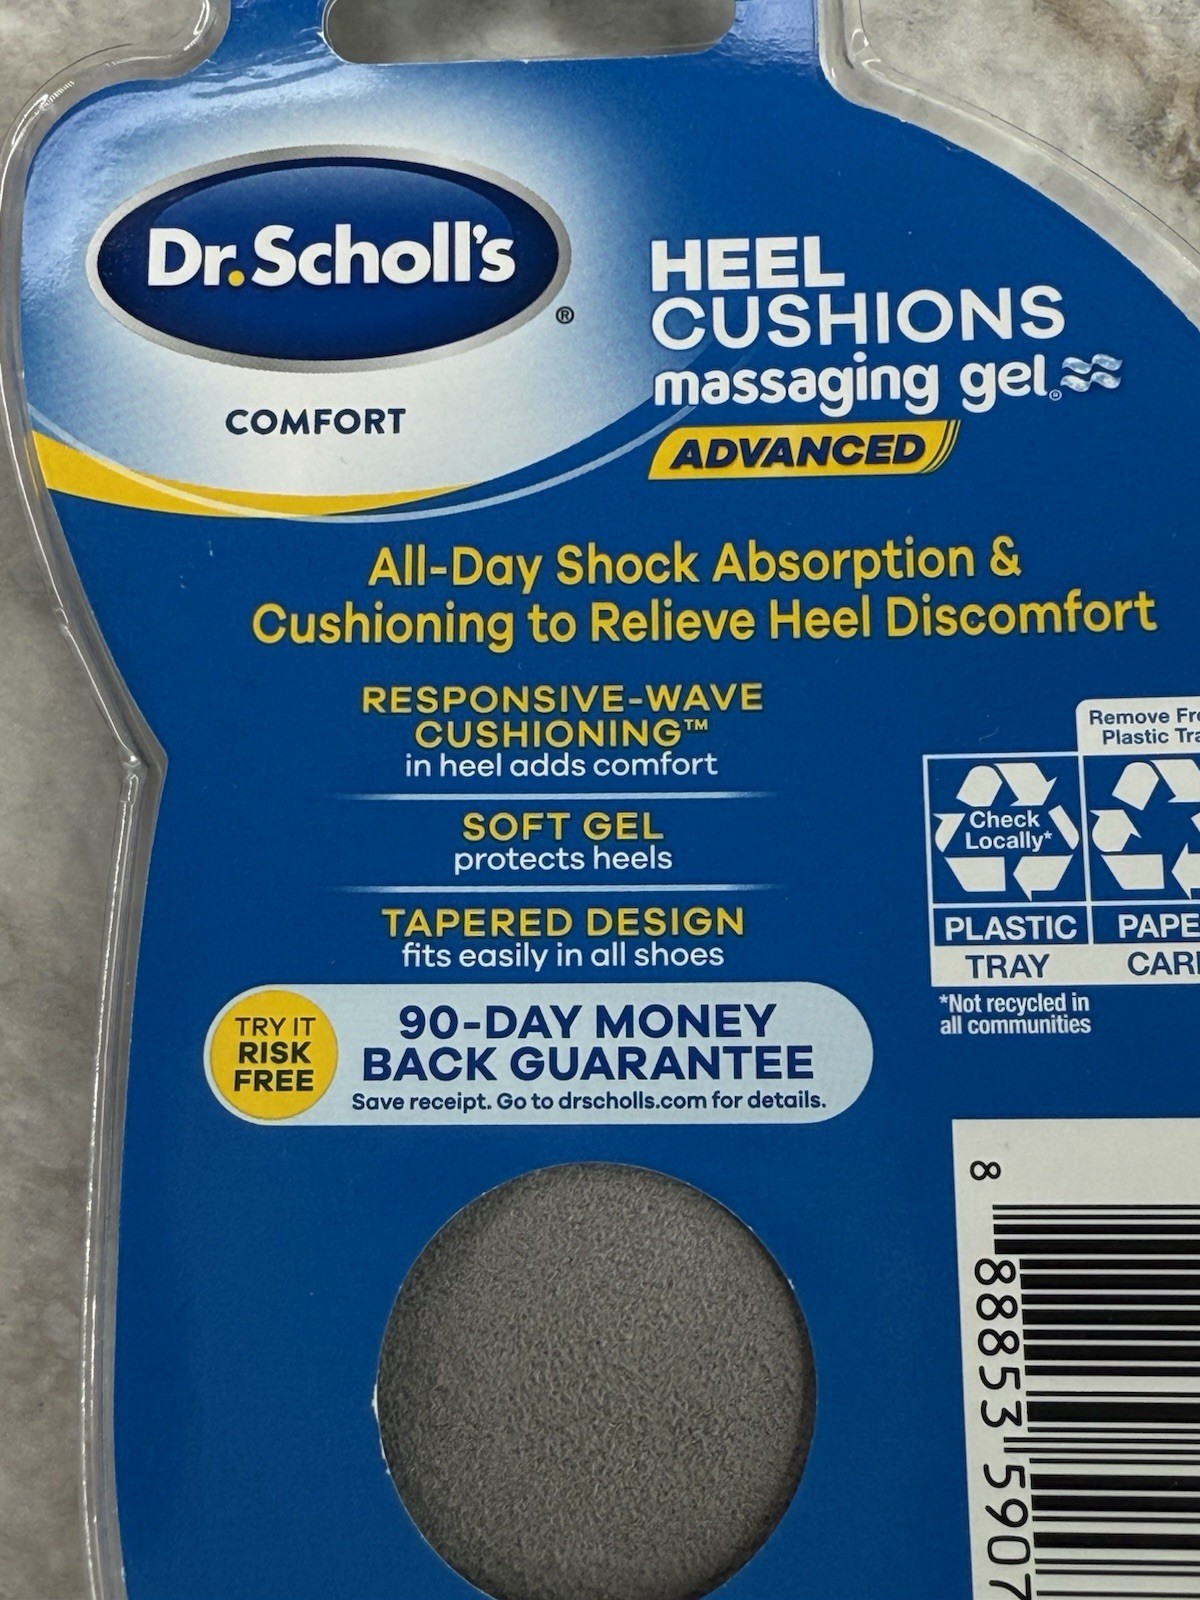 Dr. Scholl's
®
COMFORT
HEEL
CUSHIONS
massaging gel®
ADVANCED
All-Day Shock Absorption &
Cushioning to Relieve Heel Discomfort
RESPONSIVE-WAVE
CUSHIONING™
in heel adds comfort
SOFT GEL
protects heels
TAPERED DESIGN
fits easily in all shoes
TRY IT
RISK
FREE
90-DAY MONEY
BACK GUARANTEE
Save receipt. Go to drscholls.com for details.
Remove
Plastic
Check
Locally*
PLASTIC
TRAY
*Not recycled in
all communities
8
88853 5907